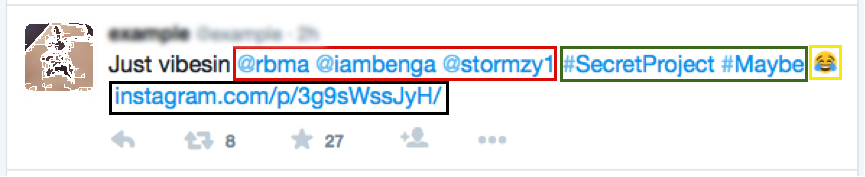 Just vibesin @rbma @iambenga @stormzy1 #SecretProject #Maybe 😂
instagram.com/p/3g9sWssJyH/
8 27